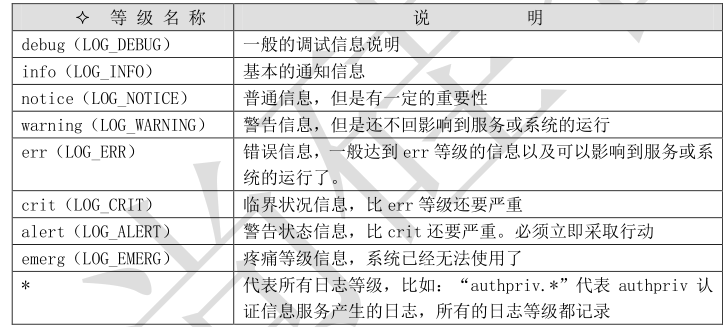 ✧ 等 级 名 称 说 明
debug（LOG_DEBUG） 一般的调试信息说明
info（LOG_INFO） 基本的通知信息
notice（LOG_NOTICE） 普通信息，但是有一定的重要性
warning（LOG_WARNING） 警告信息，但是还不回影响到服务或系统的运行
err（LOG_ERR） 错误信息，一般达到 err 等级的信息以及可以影响到服务或系
统的运行了。
crit（LOG_CRIT） 临界状况信息，比 err 等级还要严重
alert（LOG_ALERT） 警告状态信息，比 crit 还要严重。必须立即采取行动
emerg（LOG_EMERG） 疼痛等级信息，系统已经无法使用了
* 代表所有日志等级，比如：“authpriv.*”代表 authpriv 认
证信息服务产生的日志，所有的日志等级都记录